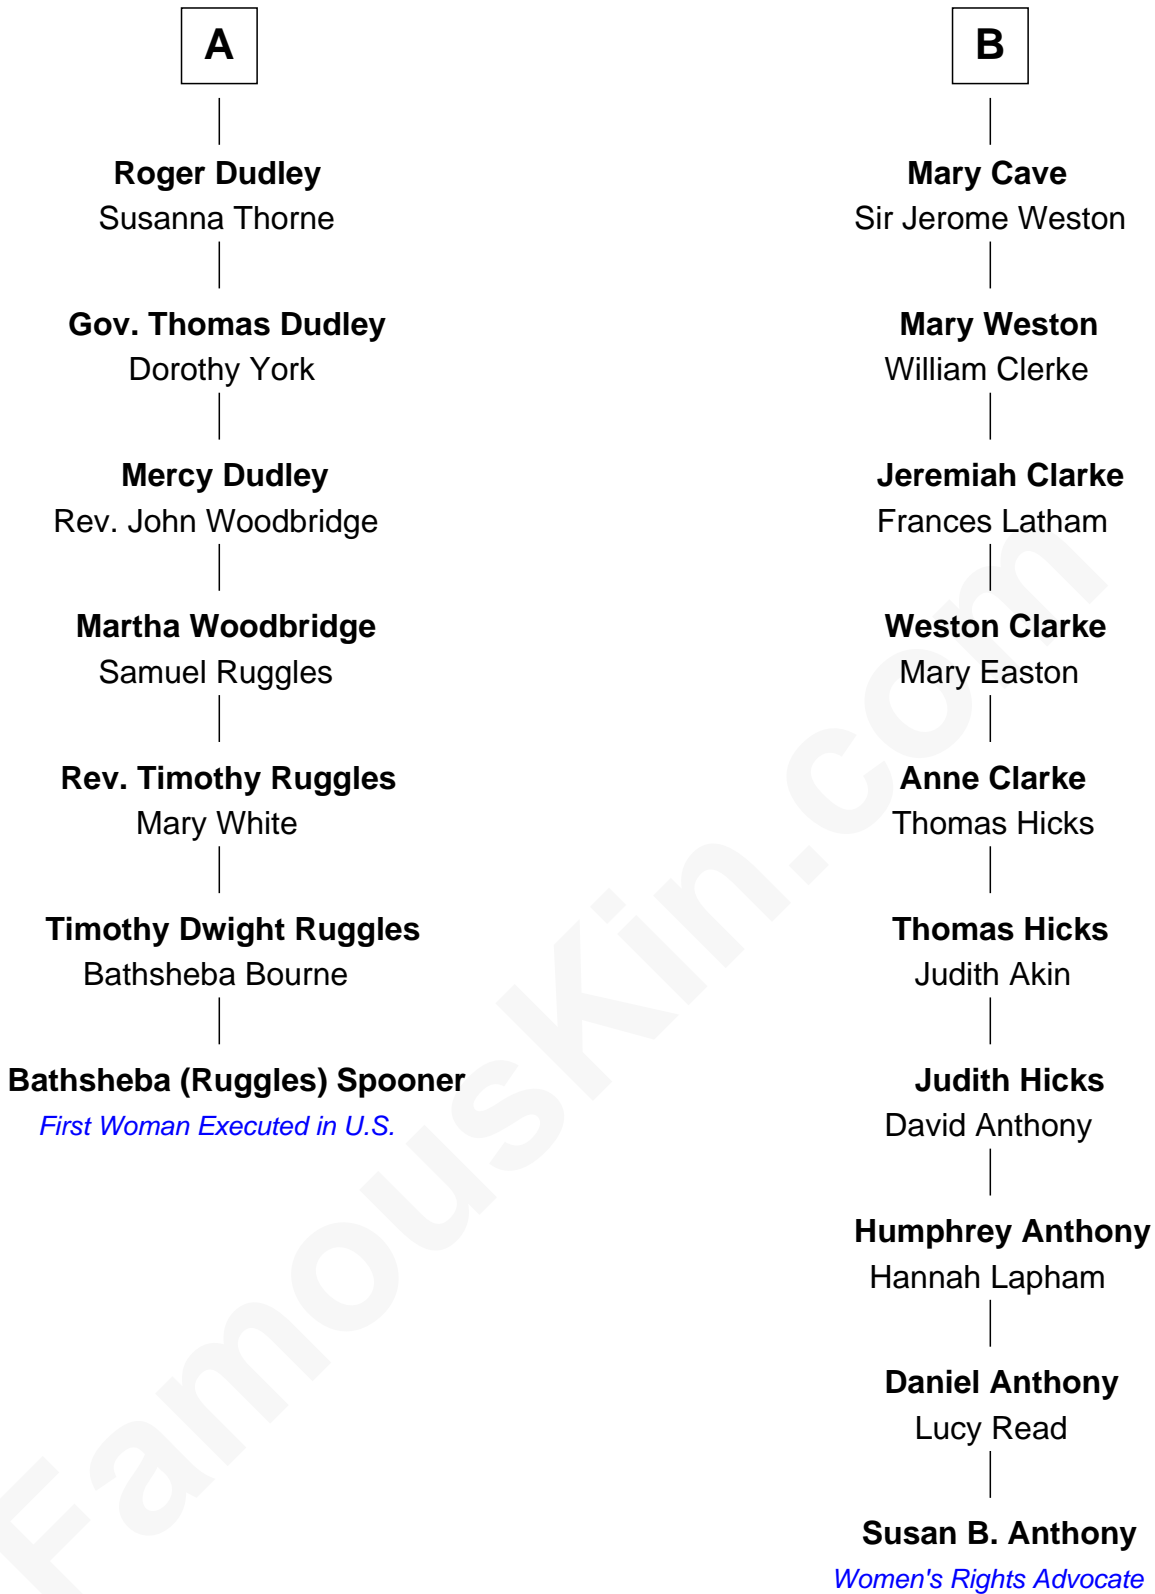 A
Roger Dudley
Susanna Thorne
Gov. Thomas Dudley
Dorothy York
Mercy Dudley
Rev. John Woodbridge
Martha Woodbridge
Samuel Ruggles
Rev. Timothy Ruggles
Mary White
Timothy Dwight Ruggles
Bathsheba Bourne
Bathsheba (Ruggles) Spooner
First Woman Executed in U.S.
B
Mary Cave
Sir Jerome Weston
Mary Weston
William Clerke
Jeremiah Clarke
Frances Latham
Weston Clarke
Mary Easton
Anne Clarke
Thomas Hicks
Thomas Hicks
Judith Akin
Judith Hicks
David Anthony
Humphrey Anthony
Hannah Lapham
Daniel Anthony
Lucy Read
Susan B. Anthony
Women's Rights Advocate
FamousKin.com